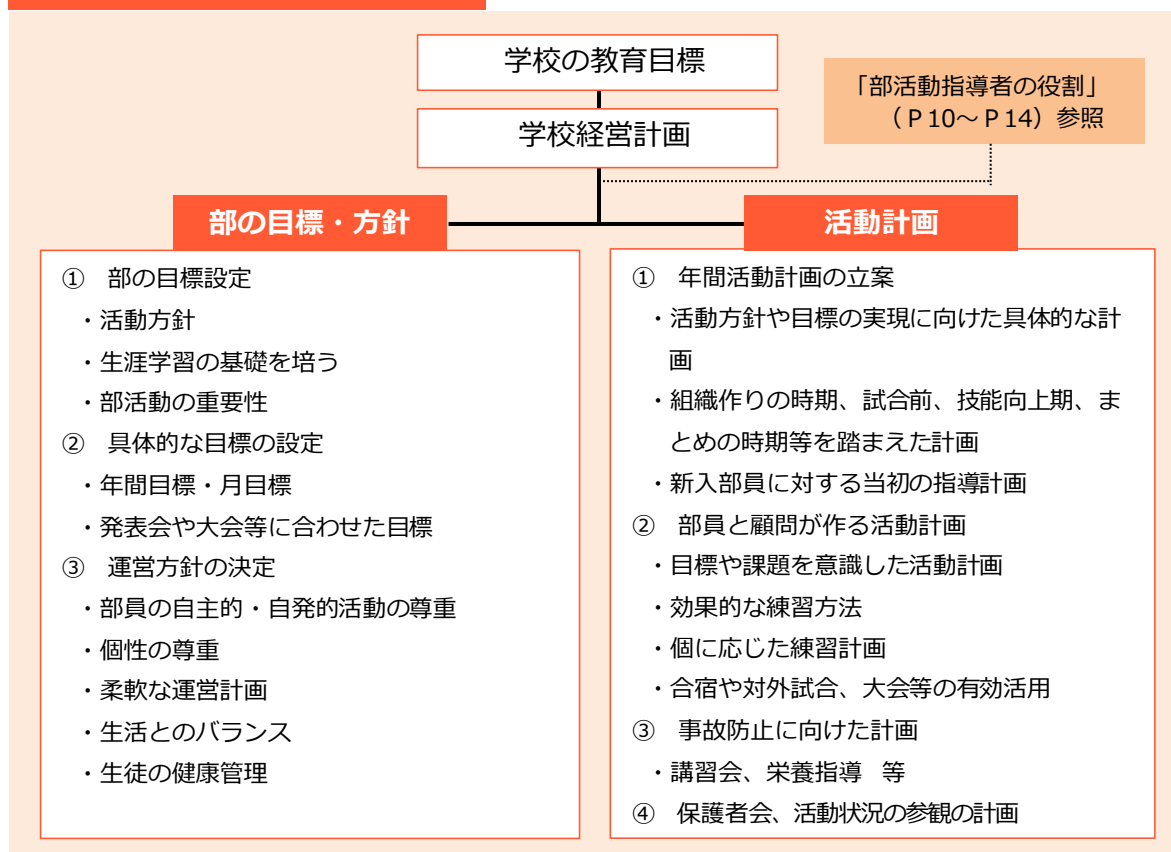 学校の教育目標
「部活動指導者の役割」
（Ｐ10～Ｐ14）参照
学校経営計画
部の目標・方針
① 部の目標設定
・活動方針
・生涯学習の基礎を培う
・部活動の重要性
② 具体的な目標の設定
・年間目標・月目標
・発表会や大会等に合わせた目標
③ 運営方針の決定
・部員の自主的・自発的活動の尊重
・個性の尊重
・柔軟な運営計画
・生活とのバランス
・生徒の健康管理
活動計画
① 年間活動計画の立案
・活動方針や目標の実現に向けた具体的な計
画
・組織作りの時期、試合前、技能向上期、ま
とめの時期等を踏まえた計画
・新入部員に対する当初の指導計画
② 部員と顧問が作る活動計画
・目標や課題を意識した活動計画
・効果的な練習方法
・個に応じた練習計画
・合宿や対外試合、大会等の有効活用
③ 事故防止に向けた計画
・講習会、栄養指導 等
④ 保護者会、活動状況の参観の計画